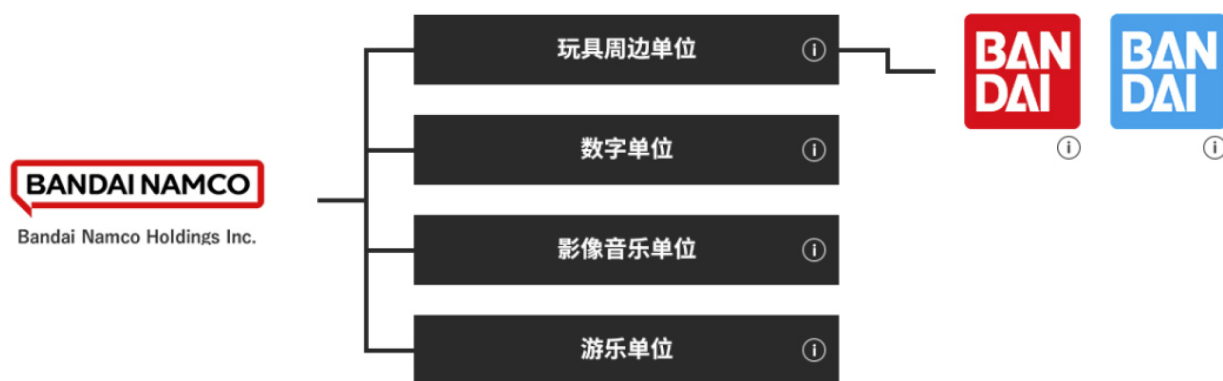 BANDAI NAMCO
Bandai Namco Holdings Inc.
玩具周边单位
数字单位
影像音乐单位
游乐单位
BAN
DAI
BAN
DAI